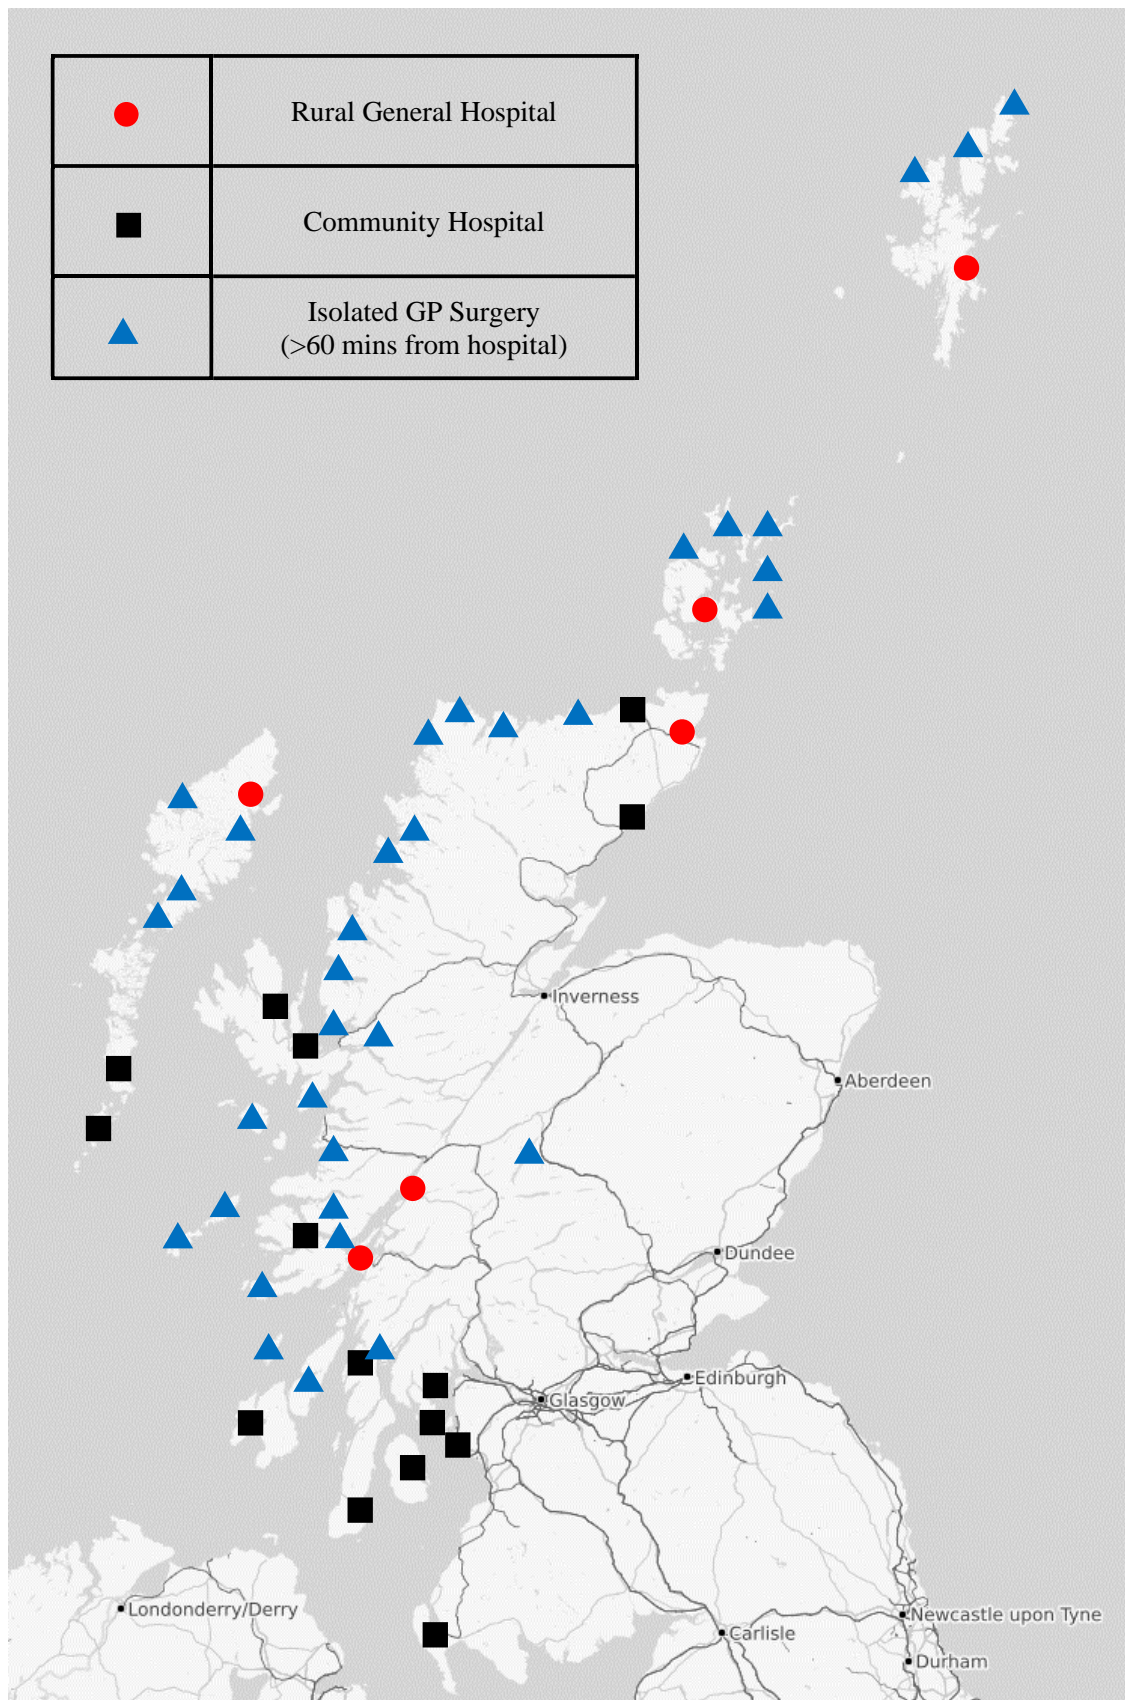 Rural General Hospital
Community Hospital
Isolated GP Surgery
(>60 mins from hospital)
Inverness
Aberdeen
Dundee
Edinburgh
Glasgow
Londonderry/Derry
Newcastle upon Tyne
Carlisle
Durham